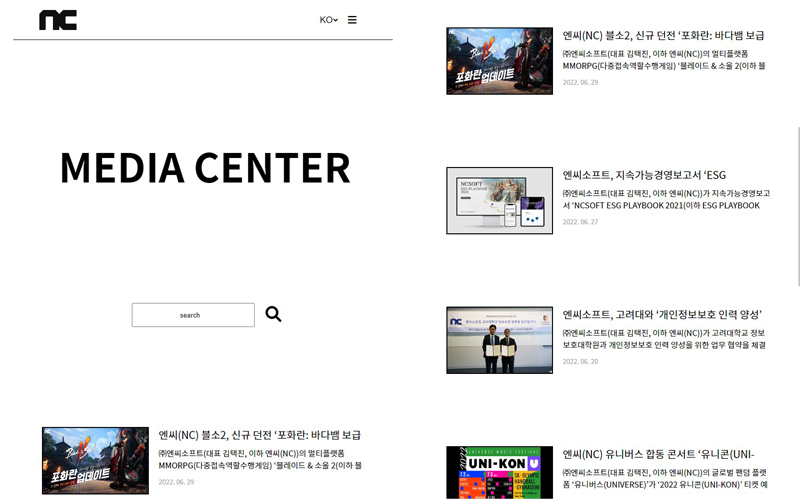 nc
KO
MEDIA CENTER
search
포화란
업데이트
엔씨(NC) 블소2, 신규 던전 ‘포화란: 바다뱀 보급
㈜엔씨소프트(대표 김택진, 이하 엔씨(NC))의 멀티플랫폼
MMORPG(다중접속역할수행게임) ‘블레이드 & 소울 2(이하 블
2022. 06. 29
포화란
업데이트
엔씨(NC) 블소2, 신규 던전 ‘포화란: 바다뱀 보급
㈜엔씨소프트(대표 김택진, 이하 엔씨(NC))의 멀티플랫폼
MMORPG(다중접속역할수행게임) ‘블레이드 & 소울 2(이하 블
2022. 06. 29
NCSOFT
ESG PLAYBOOK
2021
엔씨소프트, 지속가능경영보고서 ‘ESG
㈜엔씨소프트(대표 김택진, 이하 엔씨(NC))가 지속가능경영보고
서 ‘NCSOFT ESG PLAYBOOK 2021(이하 ESG PLAYBOOK
2022. 06. 27
nc
엔씨소프트, 고려대와 ‘개인정보보호 인력 양성’
㈜엔씨소프트(대표 김택진, 이하 엔씨(NC))가 고려대학교 정보
보호대학원과 개인정보보호 인력 양성을 위한 업무 협약을 체결
2022. 06. 20
UNIVERSE MUSIC FESTIVAL
UNI-KON
SK OLYMPIC
HANDBALL
GYMNASIUM
엔씨(NC) 유니버스 합동 콘서트 ‘유니콘(UNI-
㈜엔씨소프트(대표 김택진, 이하 엔씨(NC))의 글로벌 팬덤 플랫
폼 ‘유니버스(UNIVERSE)’가 ‘2022 유니콘(UNI-KON)’ 티켓 예